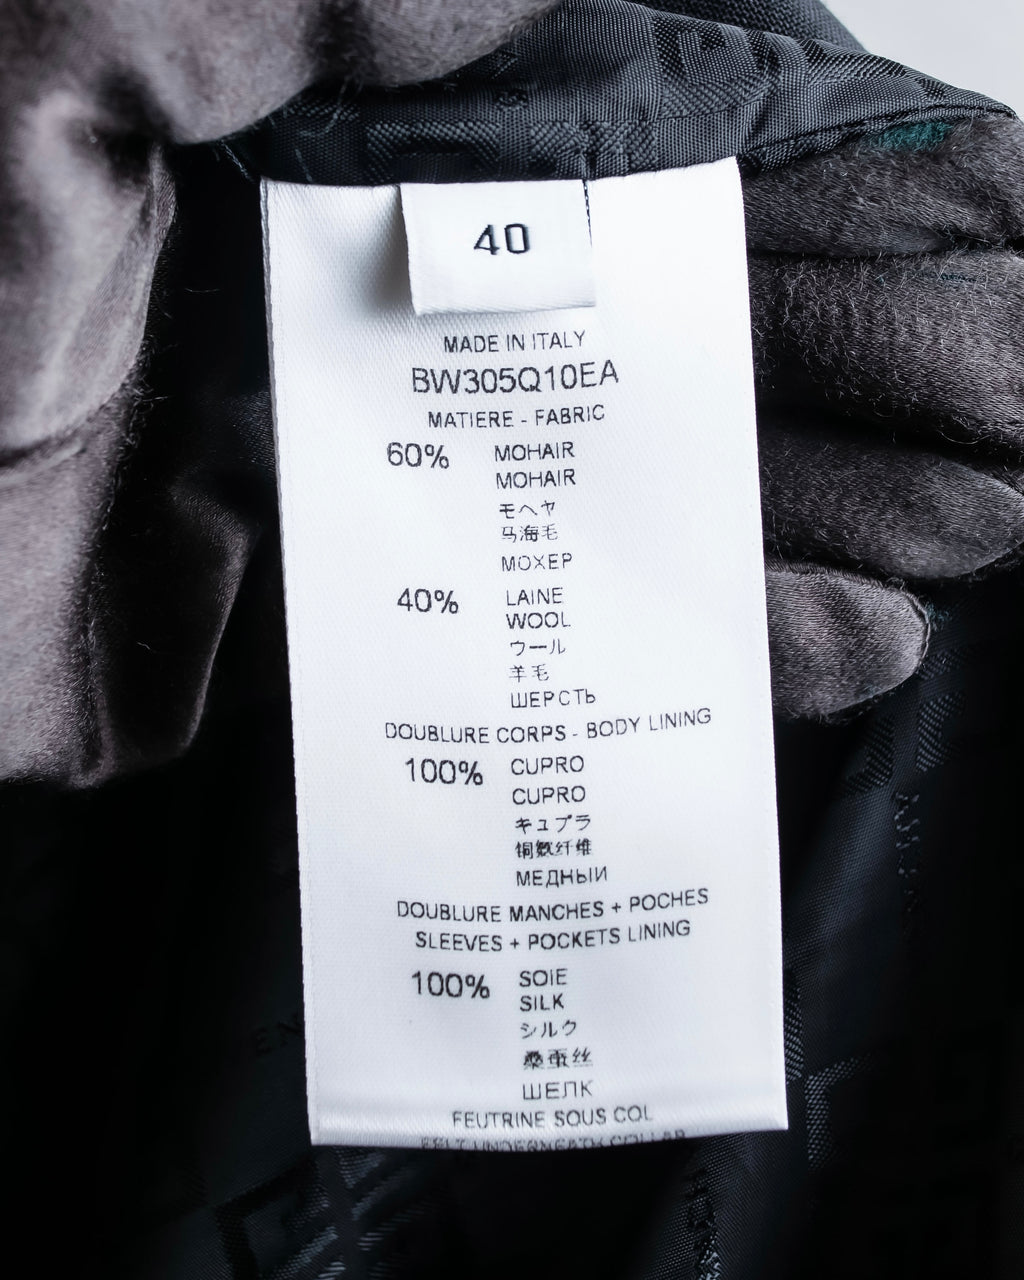 40
MADE IN ITALY
BW305Q10EA
MATIERE - FABRIC
60% MOHAIR
MOHAIR
モヘヤ
马海毛
МОХЕР
40% LAINE
WOOL
ウール
羊毛
ШЕРСТЬ
DOUBLURE CORPS - BODY LINING
100% CUPRO
CUPRO
キュプラ
铜氨纤维
МЕДНЫЙ
DOUBLURE MANCHES + POCHES
SLEEVES + POCKETS LINING
100% SOIE
SILK
シルク
桑蚕丝
ШЕЛК
FEUTRINE SOUS COL
FELT UNDERNEATH COLLAR